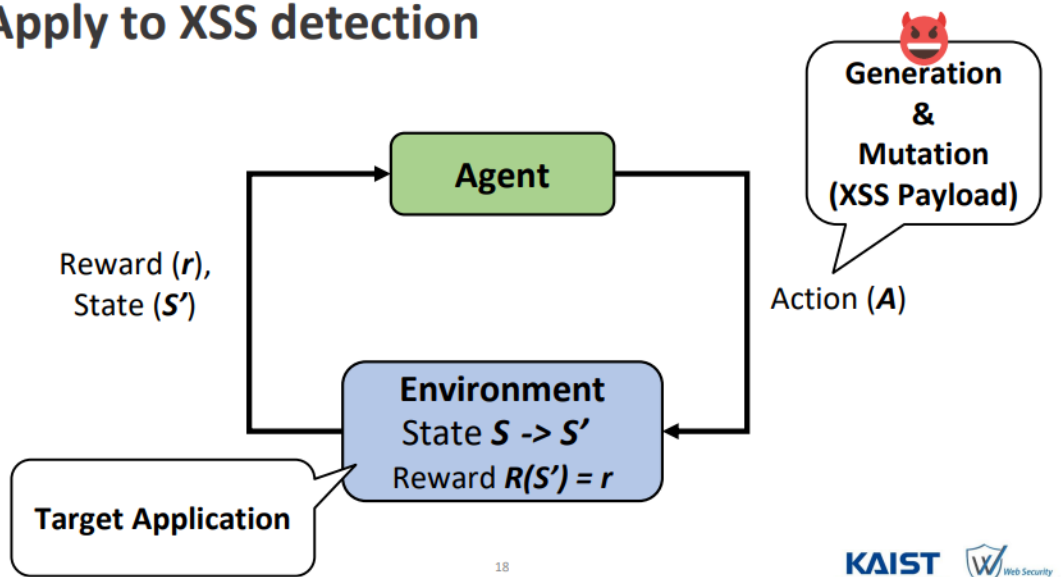 Apply to XSS detection
Generation
&
Mutation
(XSS Payload)
Agent
Reward (r),
State (S’)
Action (A)
Environment
State S -> S’
Reward R(S’) = r
Target Application
18
KAIST
W Web Security